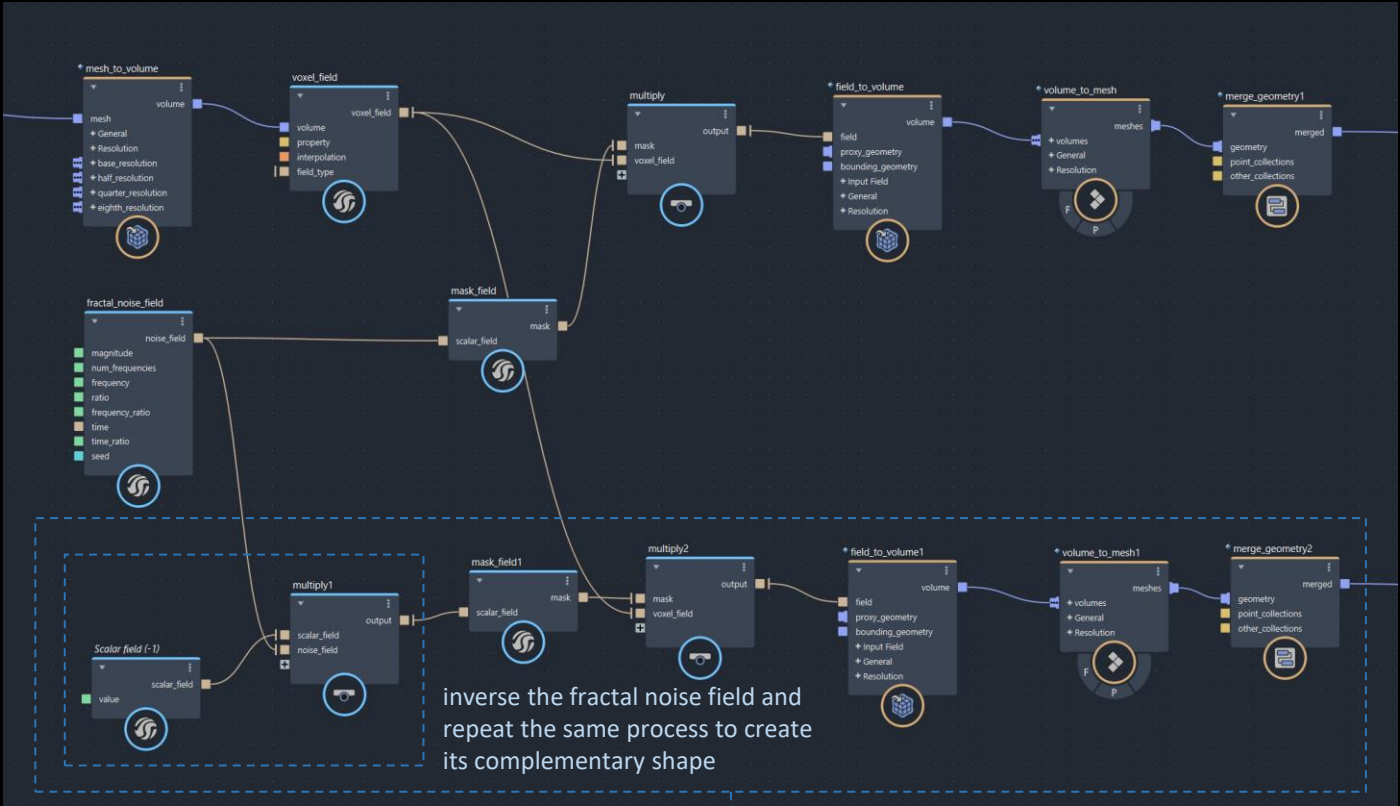 mesh_to_volume
volume
mesh
+ General
+ Resolution
+ base_resolution
+ half_resolution
+ quarter_resolution
+ eighth_resolution
voxel_field
voxel_field
volume
property
interpolation
field_type
multiply
output
mask
voxel_field
field_to_volume
volume
field
proxy_geometry
bounding_geometry
+ Input Field
+ General
+ Resolution
volume_to_mesh
meshes
+ volumes
+ General
+ Resolution
F
P
merge_geometry1
merged
geometry
point_collections
other_collections
fractal_noise_field
noise_field
magnitude
num_frequencies
frequency
ratio
frequency_ratio
time
time_ratio
seed
mask_field
mask
scalar_field
Scalar field (-1)
scalar_field
value
multiply1
output
scalar_field
noise_field
mask_field1
mask
scalar_field
multiply2
output
mask
voxel_field
field_to_volume1
volume
field
proxy_geometry
bounding_geometry
+ Input Field
+ General
+ Resolution
volume_to_mesh1
meshes
+ volumes
+ General
+ Resolution
F
P
merge_geometry2
merged
geometry
point_collections
other_collections
inverse the fractal noise field and
repeat the same process to create
its complementary shape